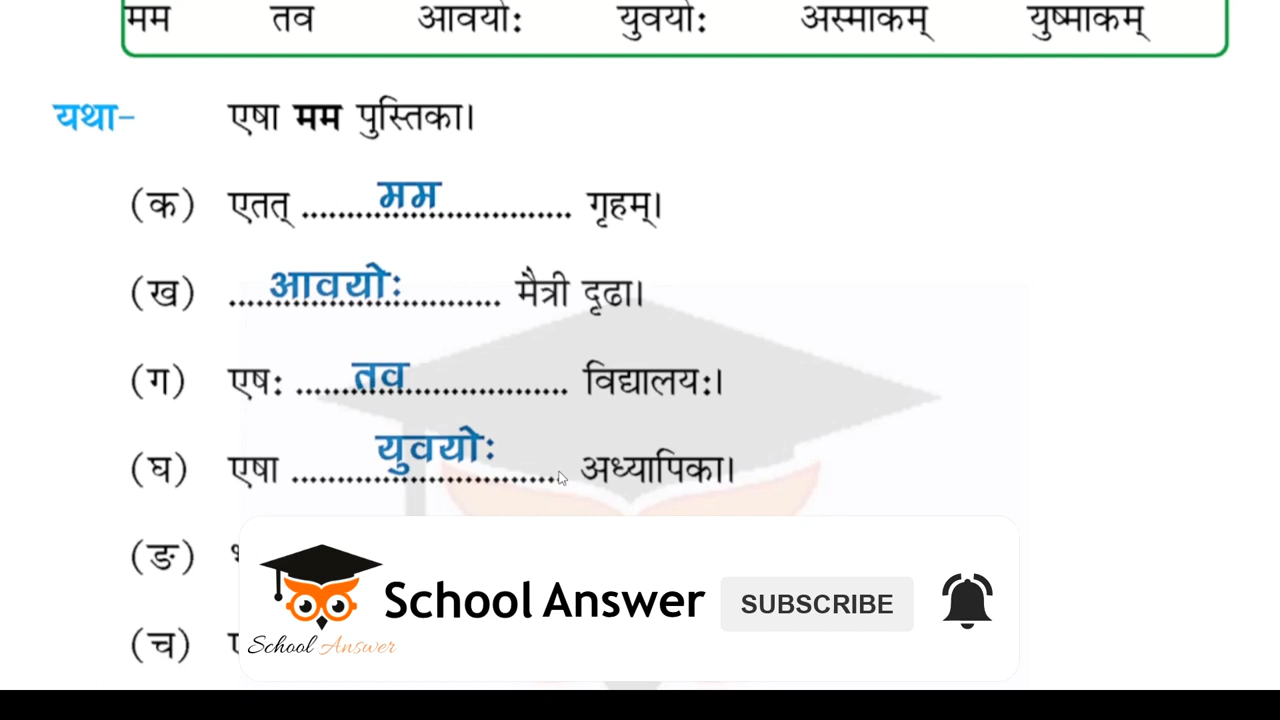 मम तव आवयोः युवयोः अस्माकम् युष्माकम्
यथा- एषा मम पुस्तिका।
(क) एतत् .............................. गृहम्।
मम
(ख) .............................. मैत्री दृढा।
आवयोः
(ग) एषः .............................. विद्यालयः।
तव
(घ) एषा .............................. अध्यापिका।
युवयोः
(ङ)
(च)
School Answer SUBSCRIBE
School Answer